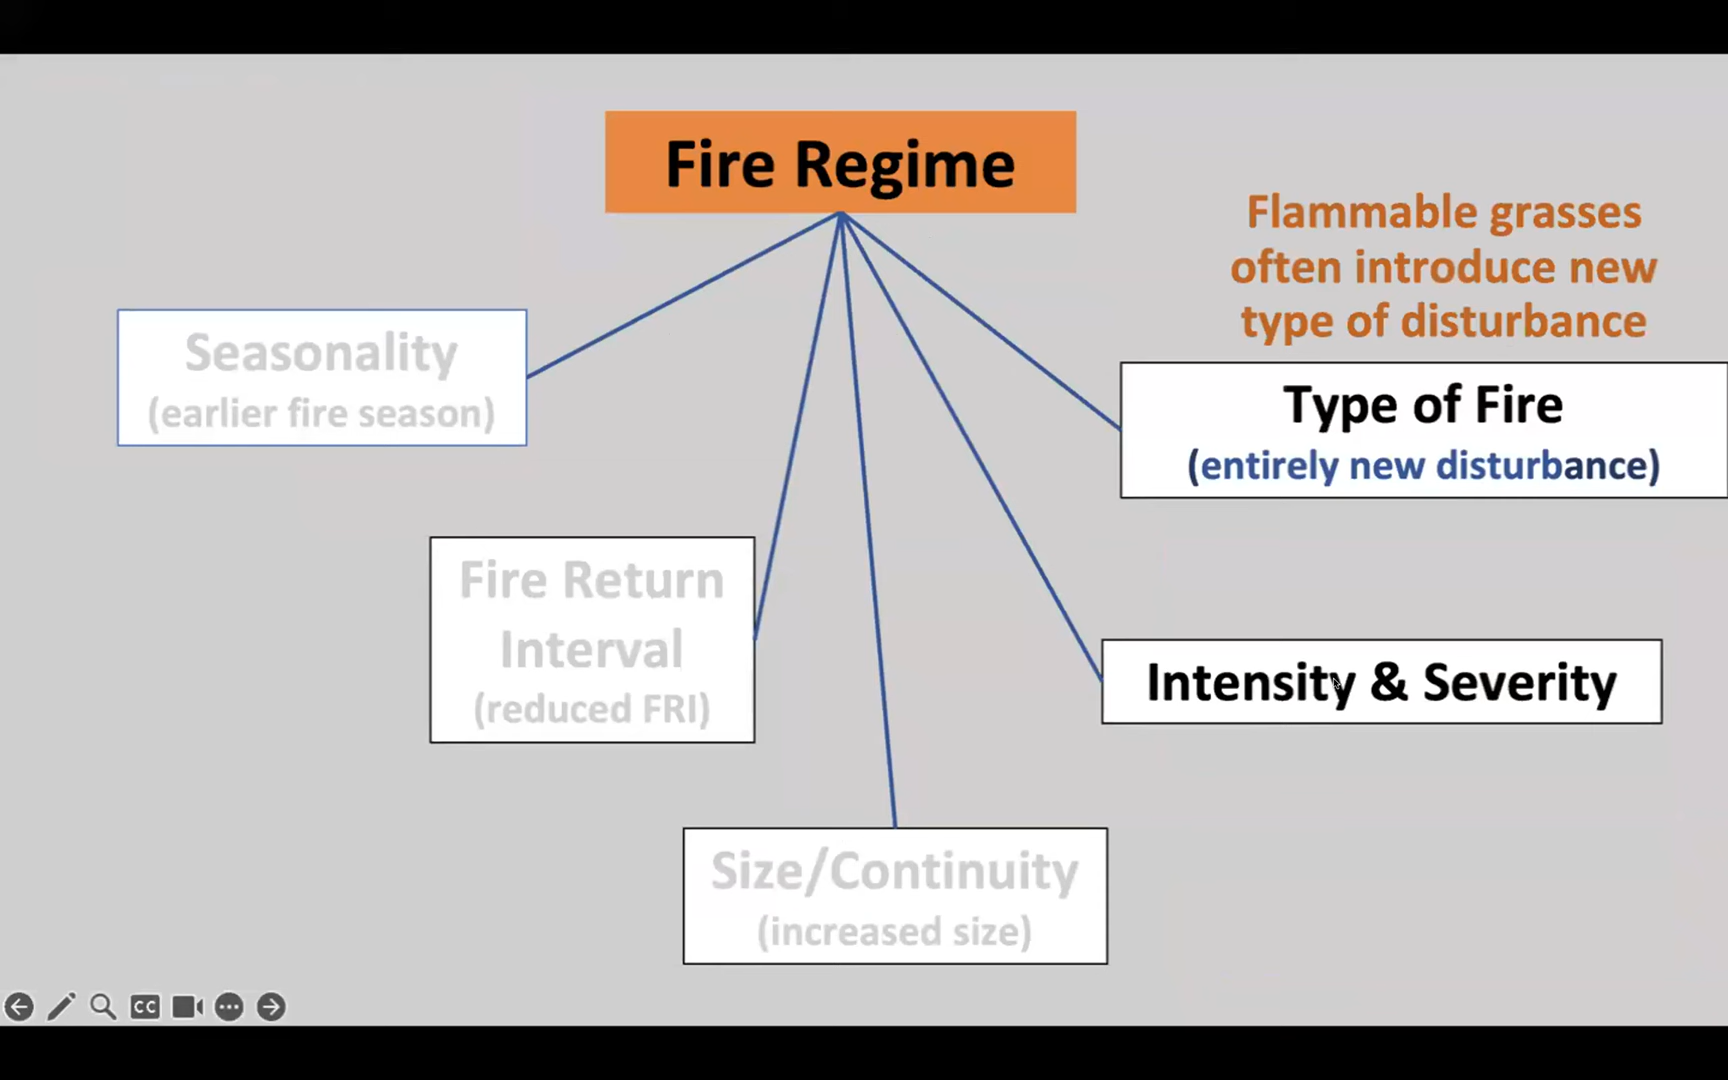 Fire Regime
Flammable grasses
often introduce new
type of disturbance
Seasonality
(earlier fire season)
Type of Fire
(entirely new disturbance)
Fire Return
Interval
(reduced FRI)
Intensity & Severity
Size/Continuity
(increased size)
CC